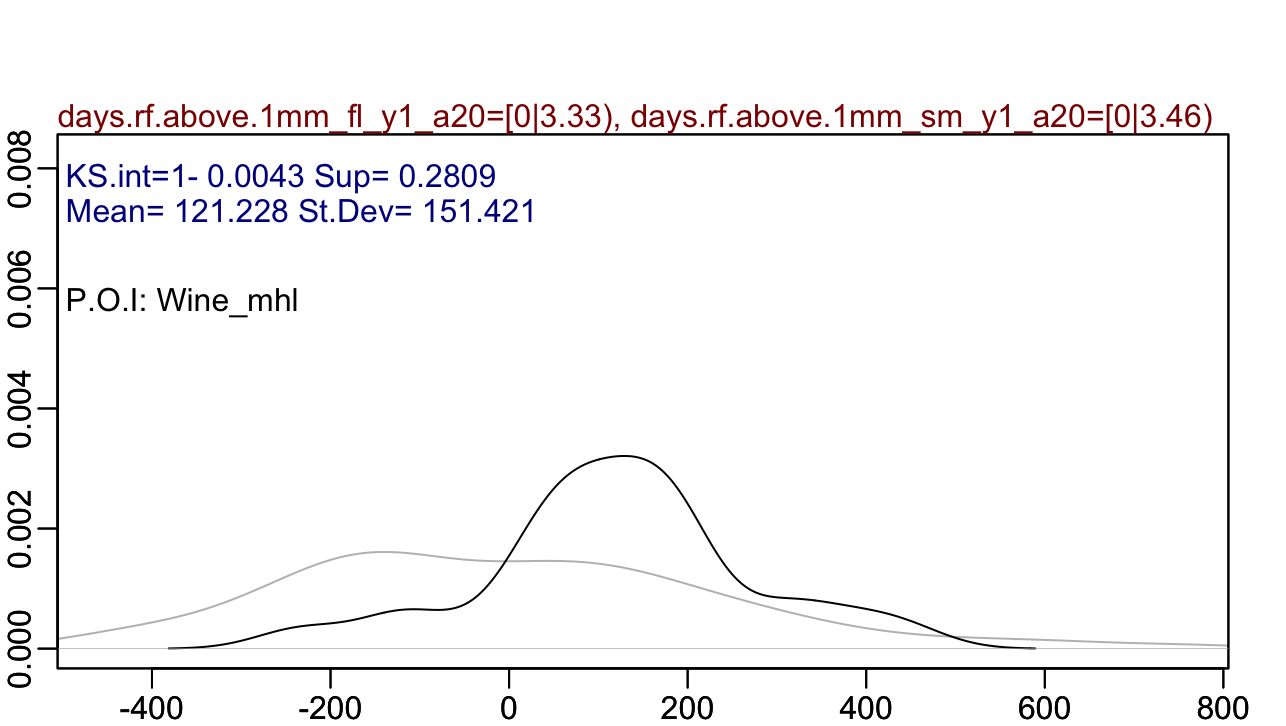 days.rf.above.1mm_fl_y1_a20=[0|3.33), days.rf.above.1mm_sm_y1_a20=[0|3.46)
KS.int=1- 0.0043 Sup= 0.2809
Mean= 121.228 St.Dev= 151.421
P.O.I: Wine_mhl
0.008
0.006
0.004
0.002
0.000
-400 -200 0 200 400 600 800